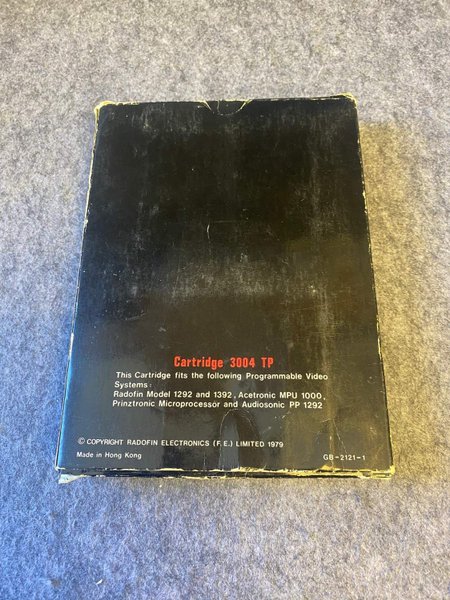 Cartridge 3004 TP
This Cartridge fits the following Programmable Video
Systems:
Radofin Model 1292 and 1392, Acetronic MPU 1000,
Prinztronic Microprocessor and Audiosonic PP 1292
© COPYRIGHT RADOFIN ELECTRONICS (F.E.) LIMITED 1979
Made in Hong Kong
GB-2121-1